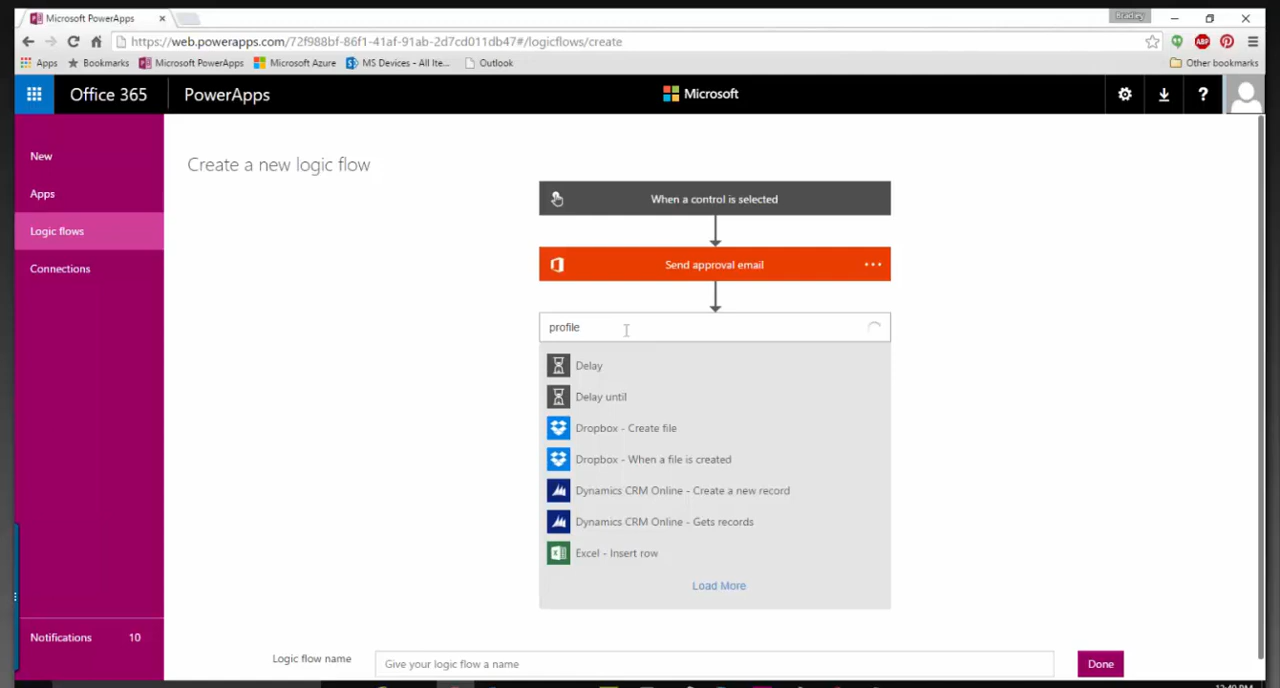 Microsoft PowerApps
Bradley
https://web.powerapps.com/72f988bf-86f1-41af-91ab-2d7cd011db47#/logicflows/create
ABP
Apps
Bookmarks
Microsoft PowerApps
Microsoft Azure
MS Devices - All Ite...
Outlook
Other bookmarks
Office 365
PowerApps
Microsoft
New
Apps
Logic flows
Connections
Create a new logic flow
When a control is selected
Send approval email
profile
Delay
Delay until
Dropbox - Create file
Dropbox - When a file is created
Dynamics CRM Online - Create a new record
Dynamics CRM Online - Gets records
Excel - Insert row
Load More
Notifications 10
Logic flow name
Give your logic flow a name
Done